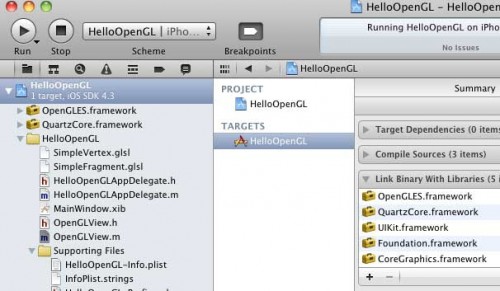 HelloOpenGL – HelloOp
Run
Stop
HelloOpenGL | iPho...
Scheme
Breakpoints
Running HelloOpenGL on iPho
No Issues
HelloOpenGL
1 target, iOS SDK 4.3
OpenGLES.framework
QuartzCore.framework
HelloOpenGL
SimpleVertex.glsl
SimpleFragment.glsl
HelloOpenGLAppDelegate.h
HelloOpenGLAppDelegate.m
MainWindow.xib
OpenGLView.h
OpenGLView.m
Supporting Files
HelloOpenGL-Info.plist
InfoPlist.strings
HelloOpenGL
PROJECT
HelloOpenGL
TARGETS
HelloOpenGL
Summary
Target Dependencies (0 items
Compile Sources (3 items)
Link Binary With Libraries (5 i
OpenGLES.framework
QuartzCore.framework
UIKit.framework
Foundation.framework
CoreGraphics.framework